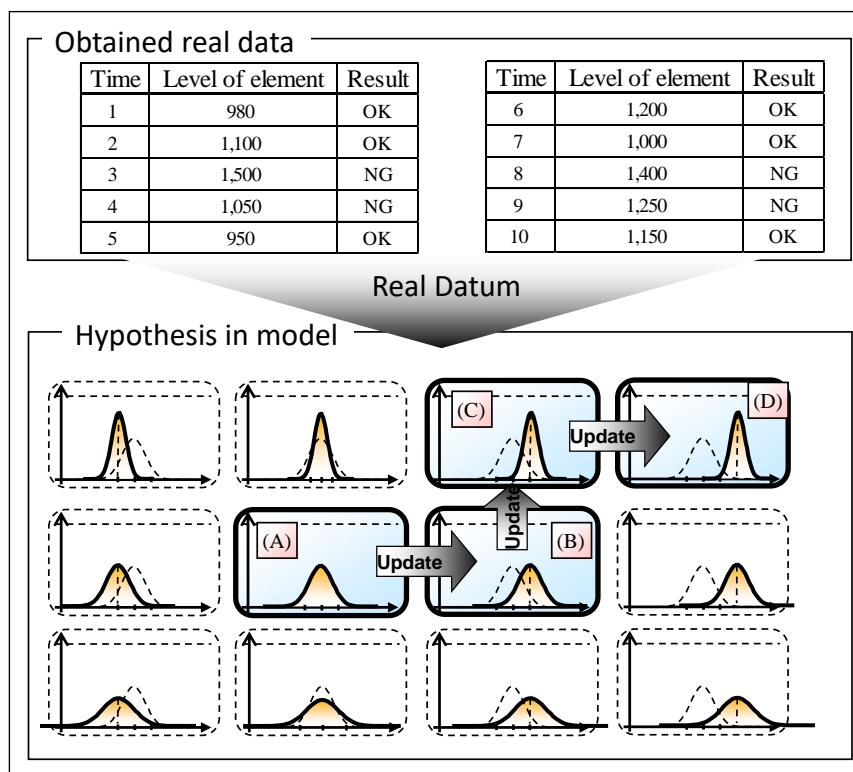 Obtained real data
Time Level of element Result
1 980 OK
2 1,100 OK
3 1,500 NG
4 1,050 NG
5 950 OK
Time Level of element Result
6 1,200 OK
7 1,000 OK
8 1,400 NG
9 1,250 NG
10 1,150 OK
Real Datum
Hypothesis in model
(C)
Update
(D)
Update
(A)
Update
(B)